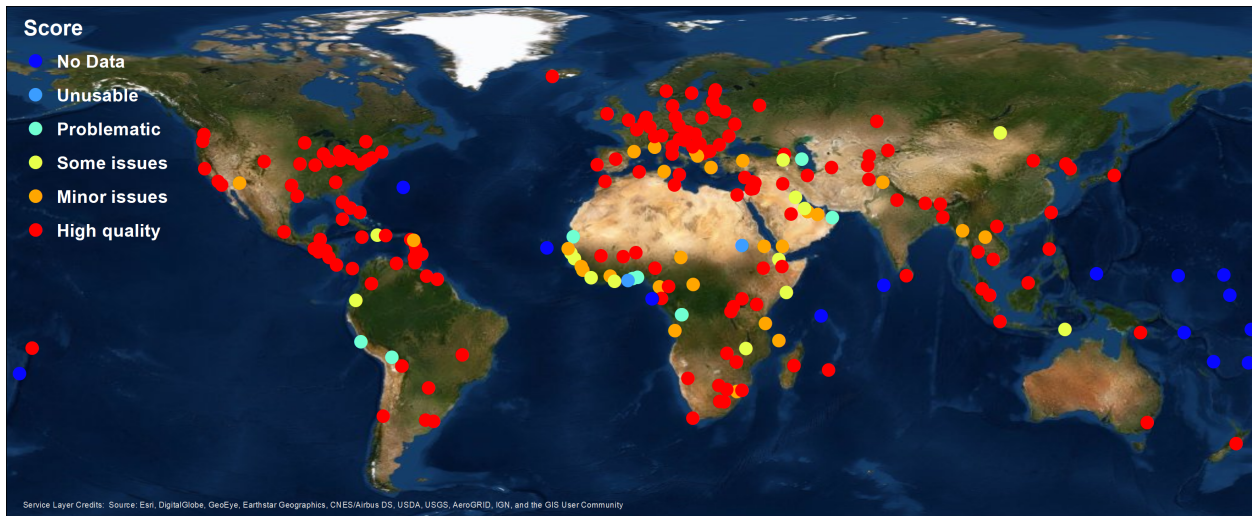 Score
No Data
Unusable
Problematic
Some issues
Minor issues
High quality
Service Layer Credits: Source: Esri, DigitalGlobe, GeoEye, Earthstar Geographics, CNES/Airbus DS, USDA, USGS, AeroGRID, IGN, and the GIS User Community